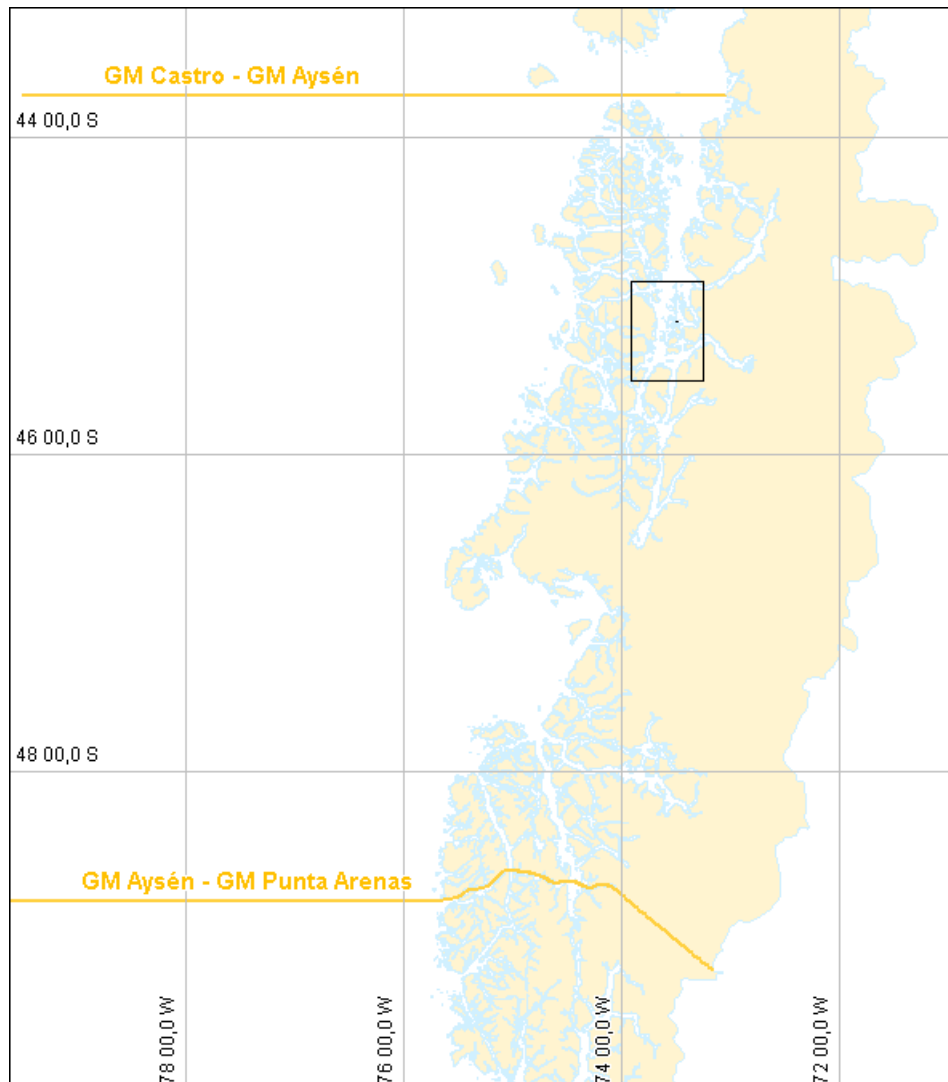 GM Castro - GM Aysén
44 00,0 S
46 00,0 S
48 00,0 S
GM Aysén - GM Punta Arenas
78 00,0 W
76 00,0 W
74 00,0 W
72 00,0 W